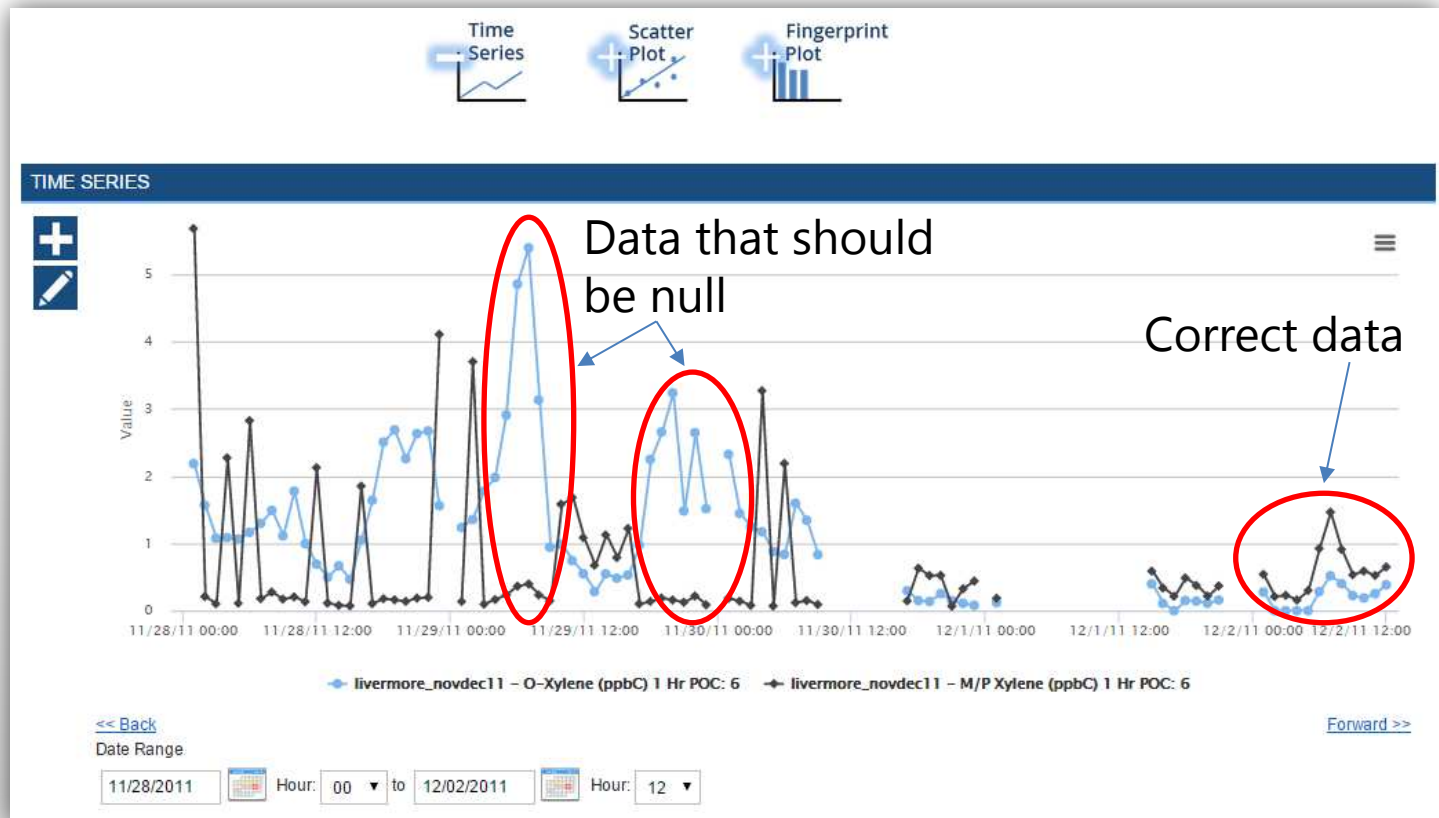 Time Series
Scatter Plot
Fingerprint Plot
TIME SERIES
Data that should
be null
Correct data
Value
5
4
3
2
1
0
11/28/11 00:00 11/28/11 12:00 11/29/11 00:00 11/29/11 12:00 11/30/11 00:00 11/30/11 12:00 12/1/11 00:00 12/1/11 12:00 12/2/11 00:00 12/2/11 12:00
livermore_novdec11 – O-Xylene (ppbC) 1 Hr POC: 6 livermore_novdec11 – M/P Xylene (ppbC) 1 Hr POC: 6
<< Back Forward >>
Date Range
11/28/2011 Hour: 00 to 12/02/2011 Hour: 12